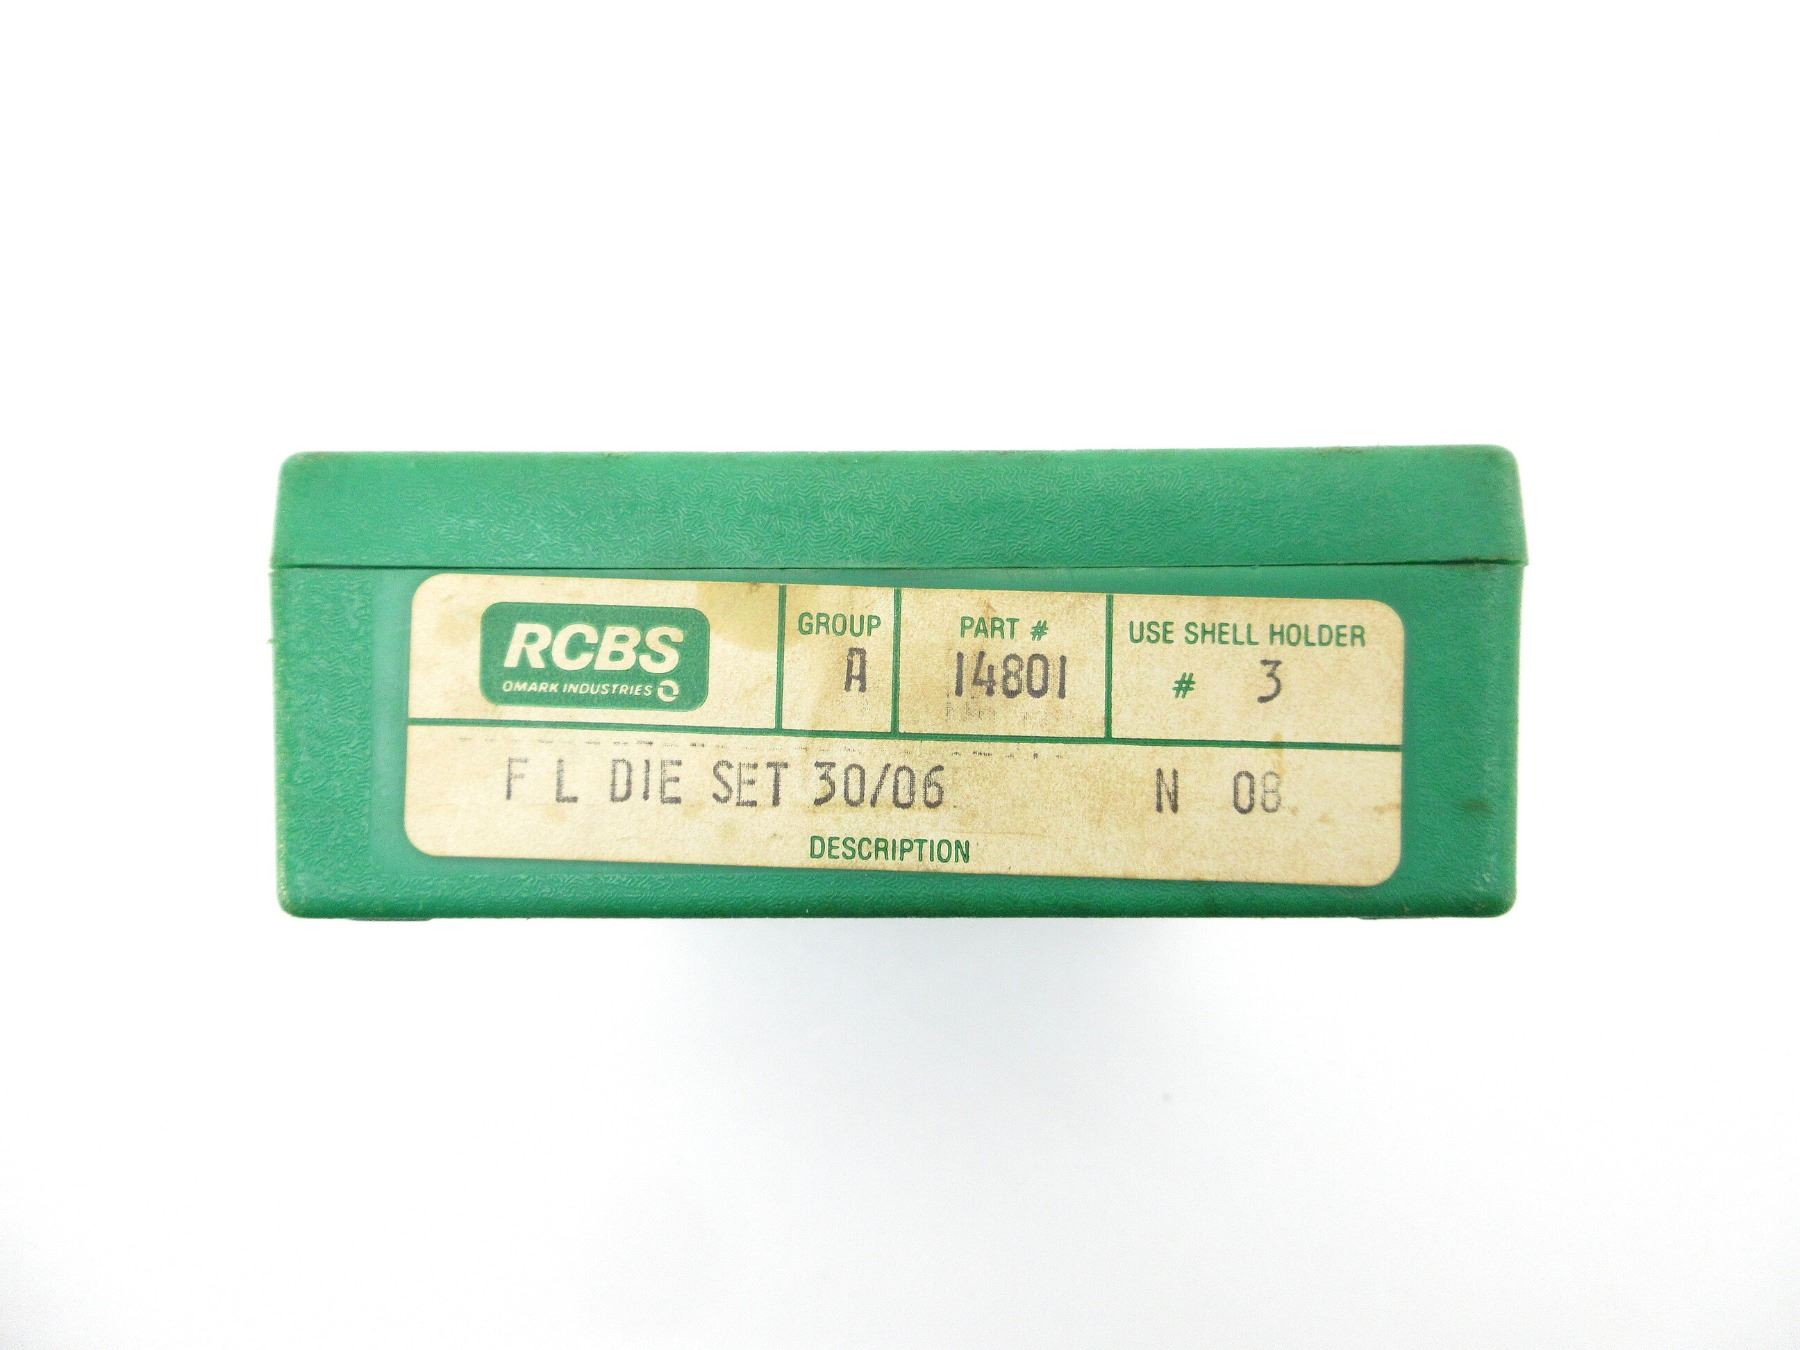 RCBS
OMARK INDUSTRIES
GROUP
A
PART #
14801
USE SHELL HOLDER
# 3
F L DIE SET 30/06 N 08
DESCRIPTION